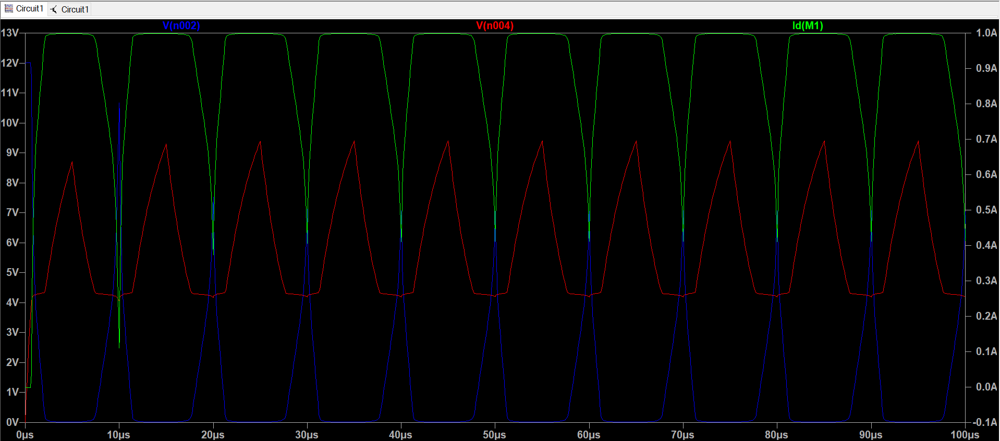 Circuit1 Circuit1
V(n002) V(n004) Id(M1)
13V 1.0A
12V 0.9A
11V 0.8A
10V 0.7A
9V 0.6A
8V 0.5A
7V 0.4A
6V 0.3A
5V 0.2A
4V 0.1A
3V 0.0A
2V -0.1A
1V
0V
0µs 10µs 20µs 30µs 40µs 50µs 60µs 70µs 80µs 90µs 100µs